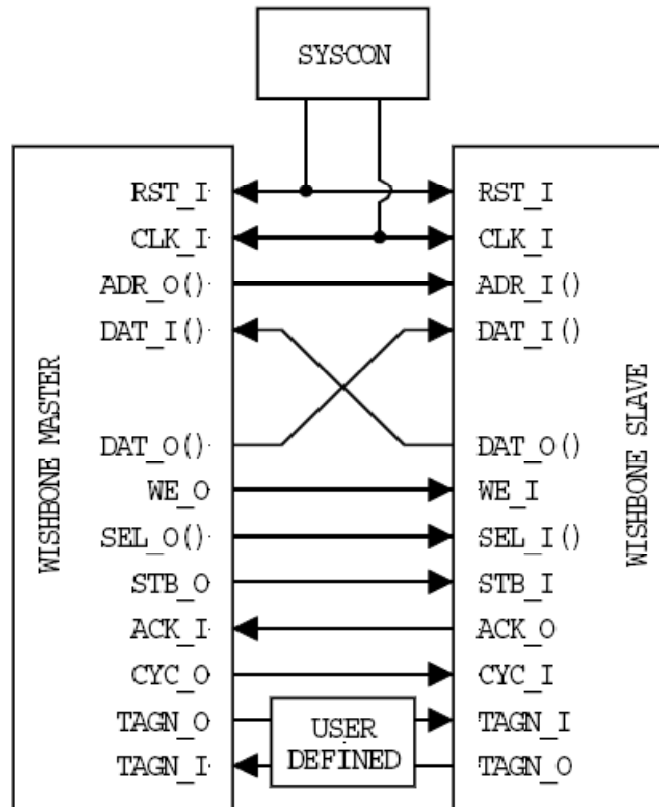 SYSCON
WISHBONE MASTER
RST_I
CLK_I
ADR_O()
DAT_I()
DAT_O()
WE_O
SEL_O()
STB_O
ACK_I
CYC_O
TAGN_O
TAGN_I
USER
DEFINED
RST_I
CLK_I
ADR_I()
DAT_I()
DAT_O()
WE_I
SEL_I()
STB_I
ACK_O
CYC_I
TAGN_I
TAGN_O
WISHBONE SLAVE